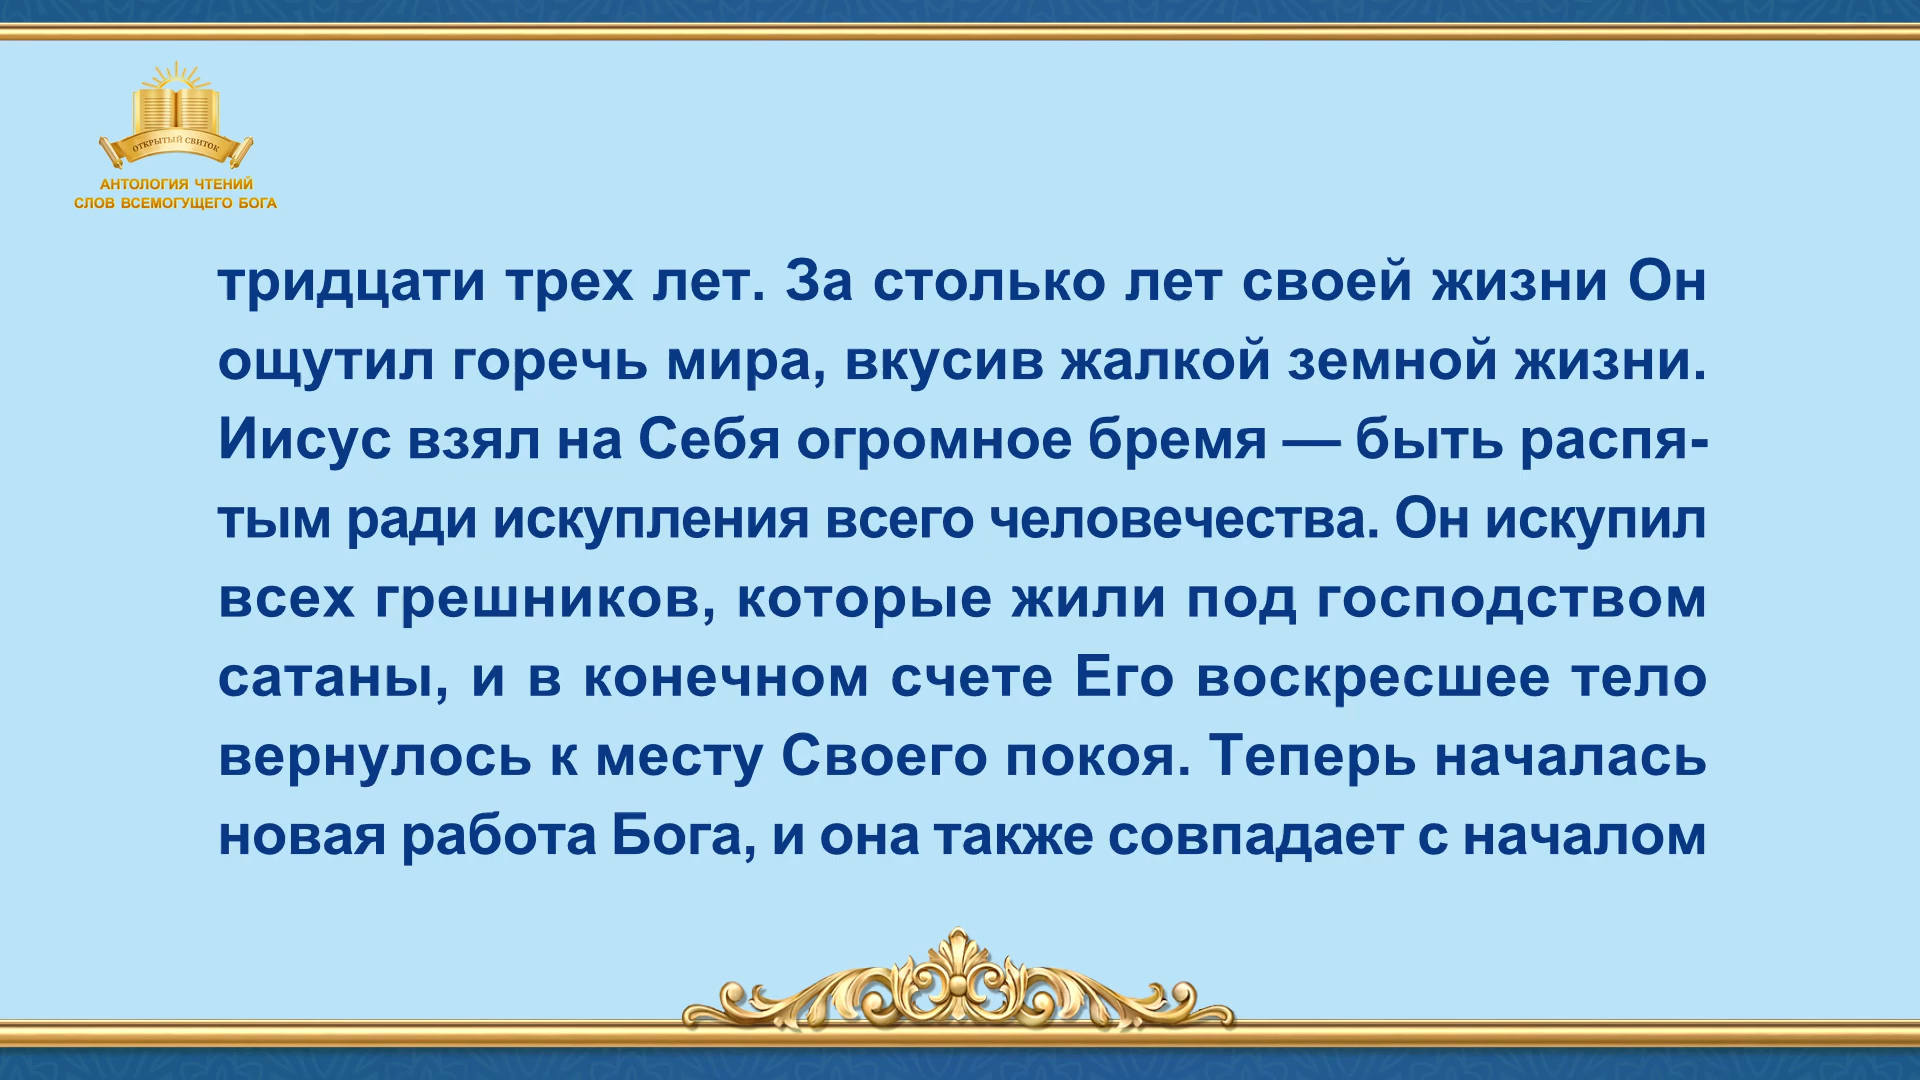 ОТКРЫТЫЙ СВИТОК
АНТОЛОГИЯ ЧТЕНИЙ
СЛОВ ВСЕМОГУЩЕГО БОГА
тридцати трех лет. За столько лет своей жизни Он
ощутил горечь мира, вкусив жалкой земной жизни.
Иисус взял на Себя огромное бремя — быть распя-
тым ради искупления всего человечества. Он искупил
всех грешников, которые жили под господством
сатаны, и в конечном счете Его воскресшее тело
вернулось к месту Своего покоя. Теперь началась
новая работа Бога, и она также совпадает с началом